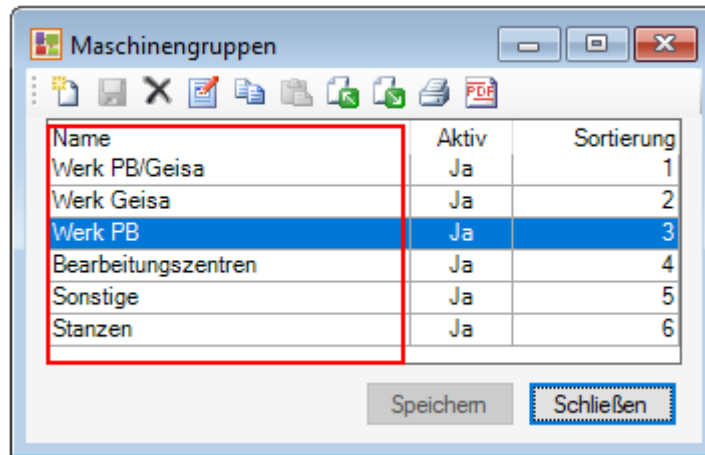 Maschinengruppen
PDF
Name Aktiv Sortierung
Werk PB/Geisa Ja 1
Werk Geisa Ja 2
Werk PB Ja 3
Bearbeitungszentren Ja 4
Sonstige Ja 5
Stanzen Ja 6
Speichern Schließen